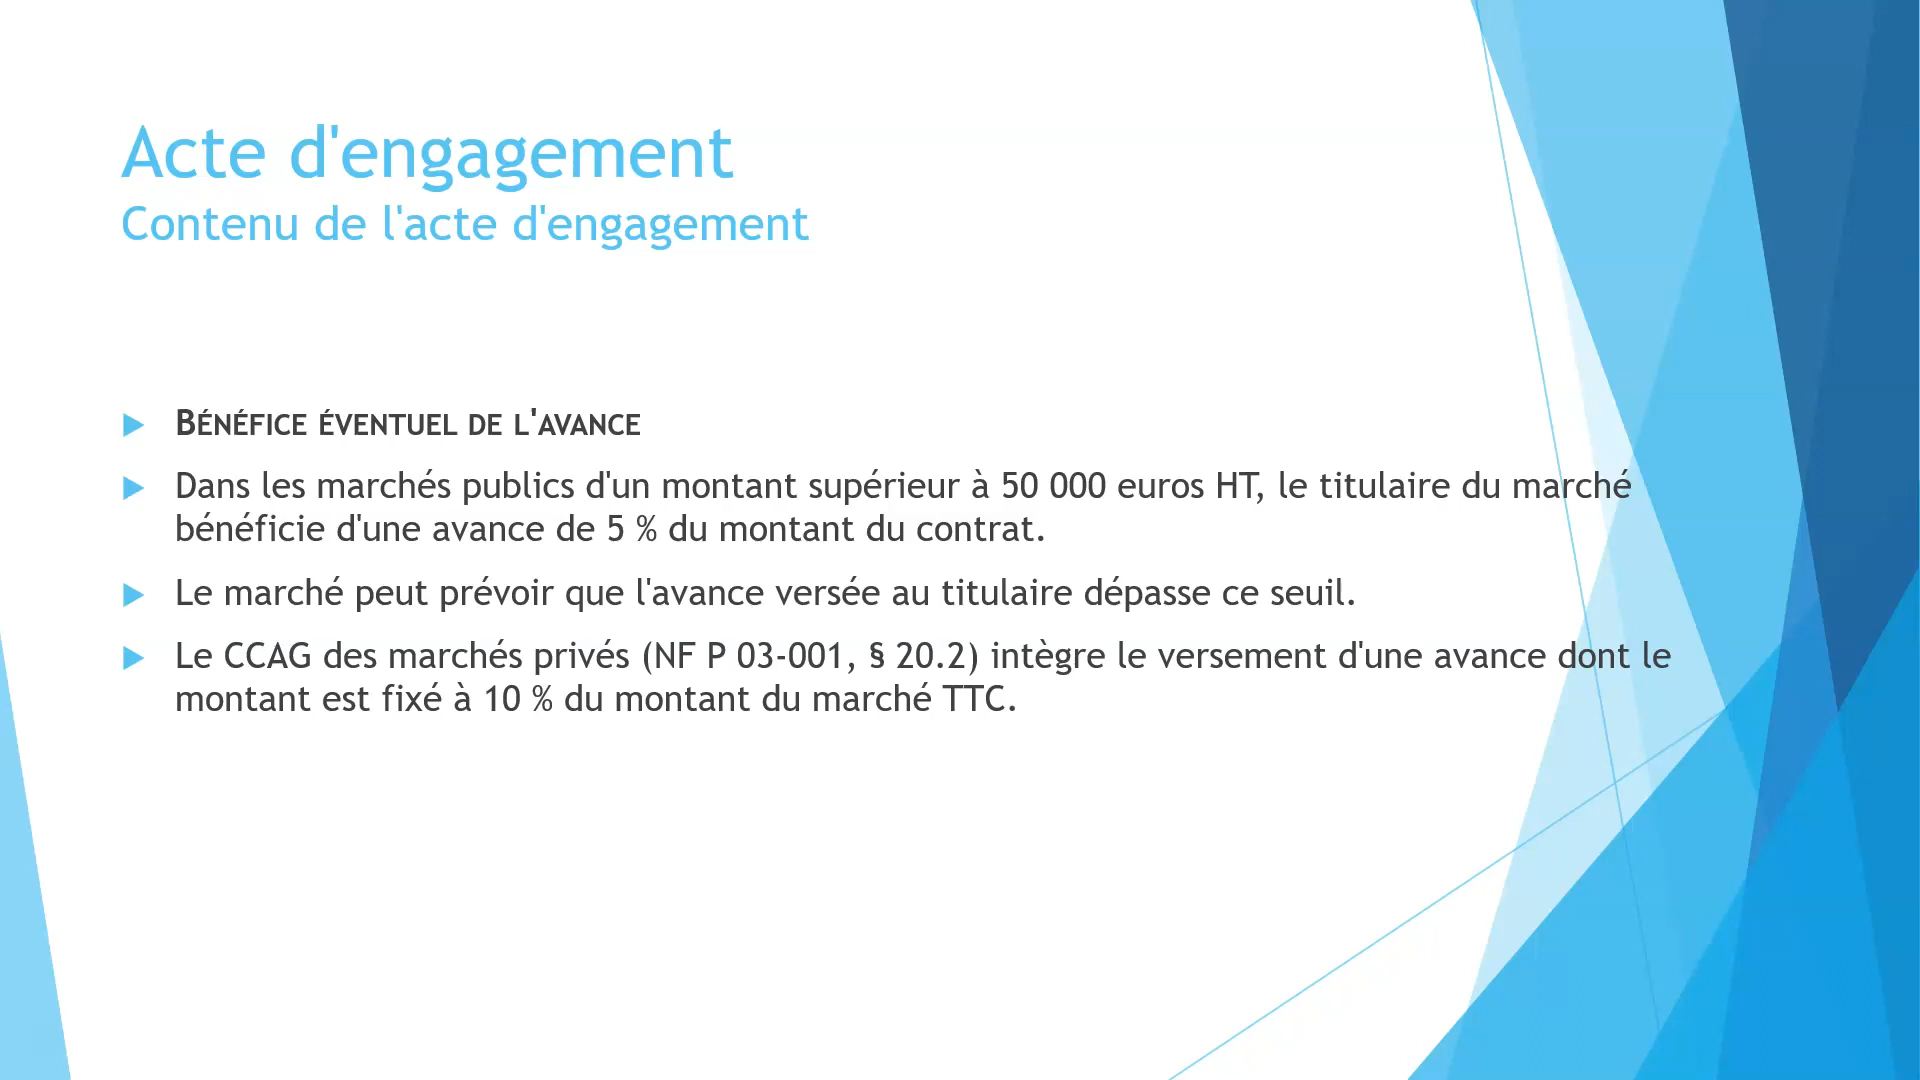 Acte d'engagement
Contenu de l'acte d'engagement
BÉNÉFICE ÉVENTUEL DE L'AVANCE
Dans les marchés publics d'un montant supérieur à 50 000 euros HT, le titulaire du marché
bénéficie d'une avance de 5 % du montant du contrat.
Le marché peut prévoir que l'avance versée au titulaire dépasse ce seuil.
Le CCAG des marchés privés (NF P 03-001, § 20.2) intègre le versement d'une avance dont le
montant est fixé à 10 % du montant du marché TTC.